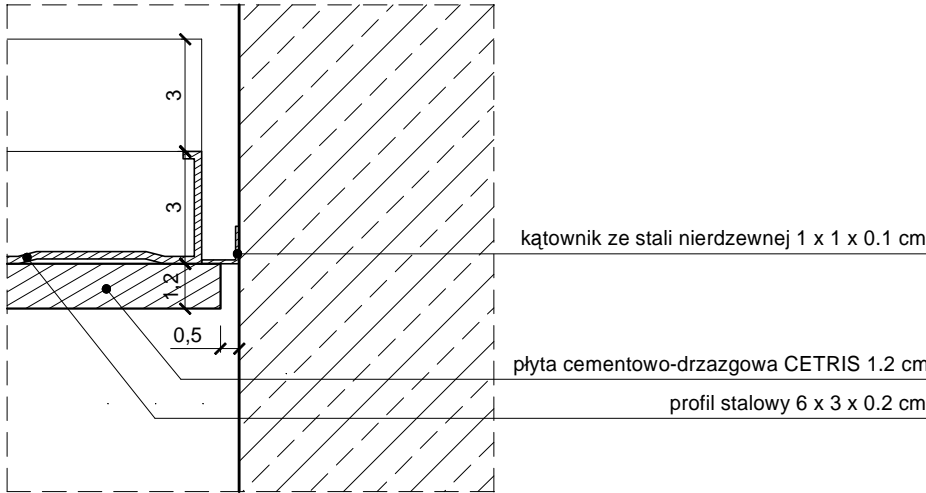 3
3
kątownik ze stali nierdzewnej 1 x 1 x 0.1 cm
1,2
0,5
płyta cementowo-drzazgowa CETRIS 1.2 cm
profil stalowy 6 x 3 x 0.2 cm